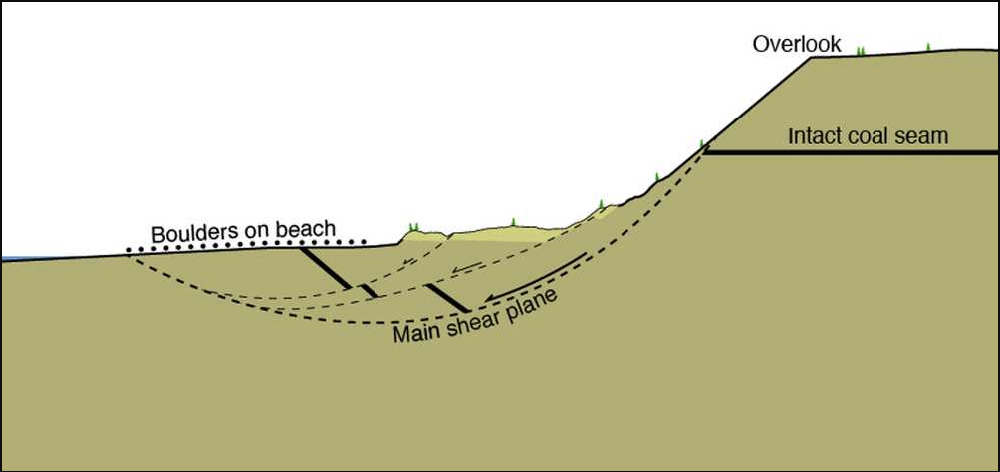 Overlook
Intact coal seam
Boulders on beach
Main shear plane